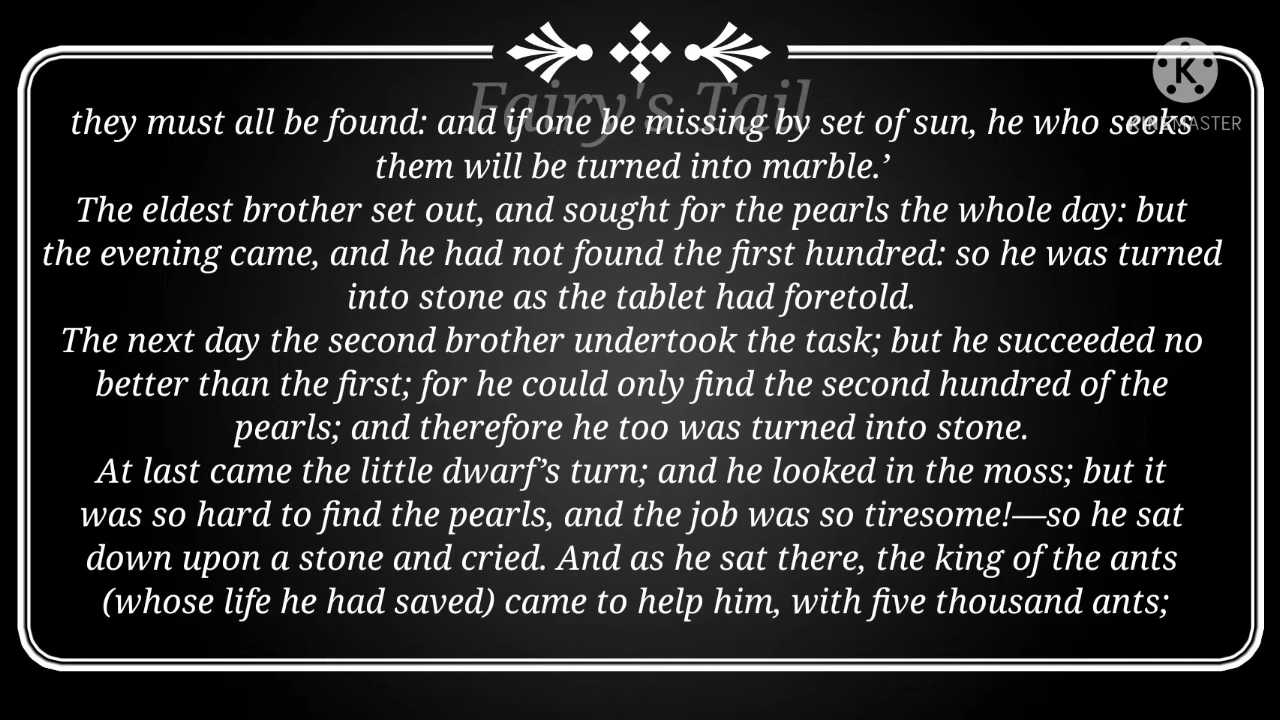 Fairy's Tail
K
KINEMASTER
they must all be found: and if one be missing by set of sun, he who seeks
them will be turned into marble.’
The eldest brother set out, and sought for the pearls the whole day: but
the evening came, and he had not found the first hundred: so he was turned
into stone as the tablet had foretold.
The next day the second brother undertook the task; but he succeeded no
better than the first; for he could only find the second hundred of the
pearls; and therefore he too was turned into stone.
At last came the little dwarf’s turn; and he looked in the moss; but it
was so hard to find the pearls, and the job was so tiresome!—so he sat
down upon a stone and cried. And as he sat there, the king of the ants
(whose life he had saved) came to help him, with five thousand ants;